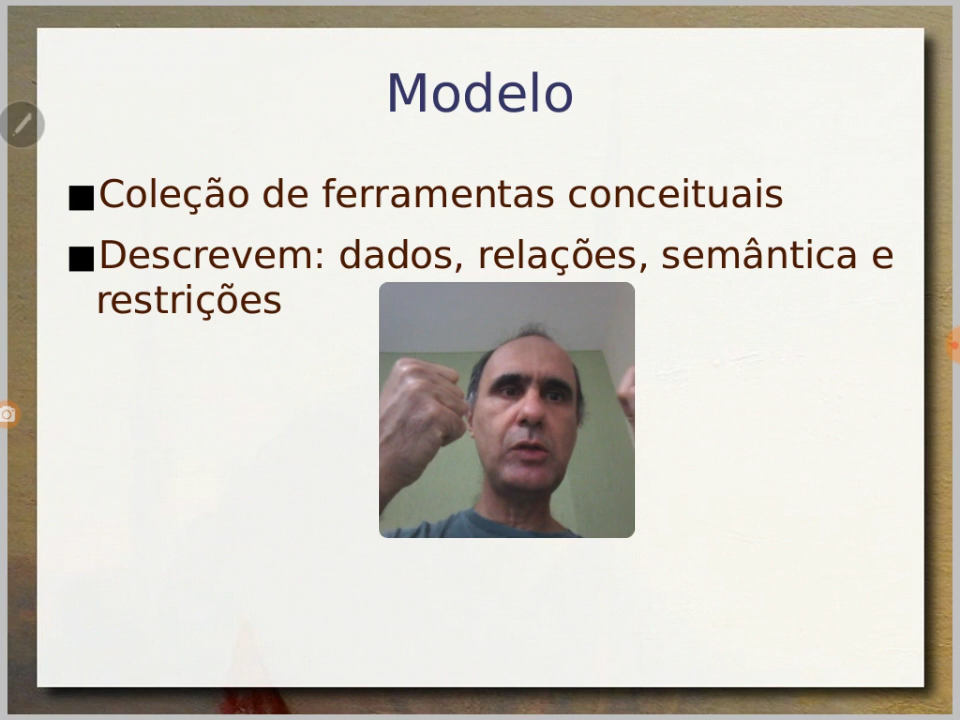 Modelo
■Coleção de ferramentas conceituais
■Descrevem: dados, relações, semântica e
restrições